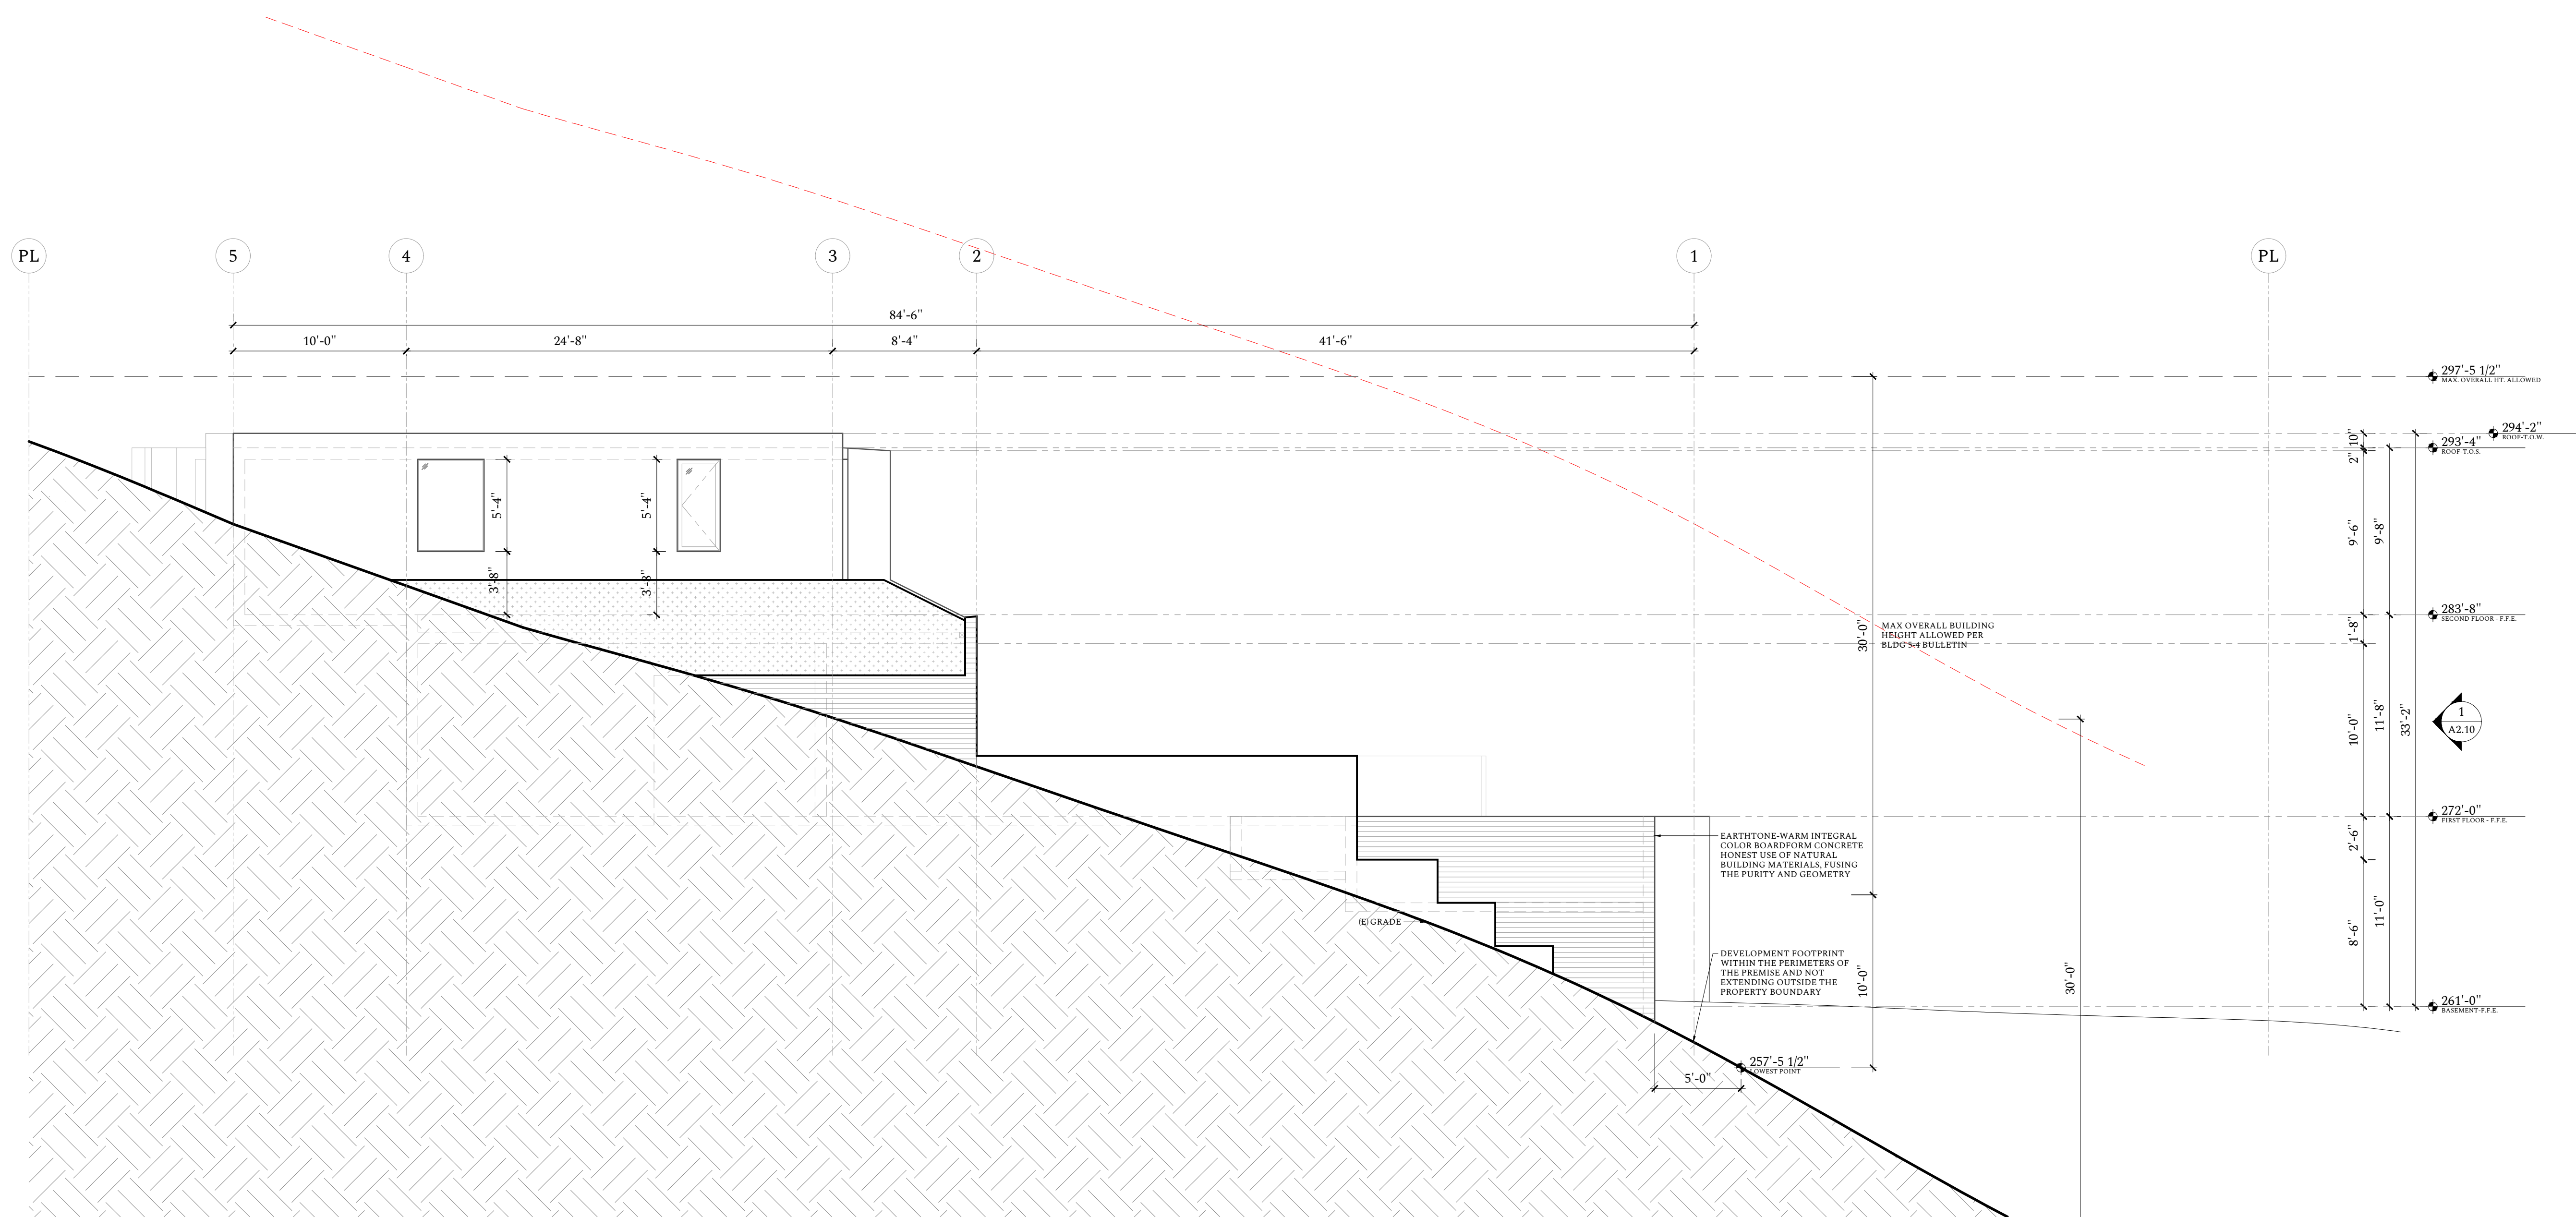 PL
5
4
3
2
1
PL
84'-6"
10'-0"
24'-8"
8'-4"
41'-6"
297'-5 1/2"
MAX. OVERALL HT. ALLOWED
294'-2"
ROOF-T.O.W.
10"
293'-4"
ROOF-T.O.S.
2"
5'-4"
5'-4"
9'-6"
9'-8"
3'-8"
3'-8"
283'-8"
SECOND FLOOR - F.F.E.
1'-8"
30'-0"
MAX OVERALL BUILDING
HEIGHT ALLOWED PER
BLDG 5-4 BULLETIN
10'-0"
11'-8"
33'-2"
1
A2.10
272'-0"
FIRST FLOOR - F.F.E.
2'-6"
EARTHTONE-WARM INTEGRAL
COLOR BOARDFORM CONCRETE
HONEST USE OF NATURAL
BUILDING MATERIALS, FUSING
THE PURITY AND GEOMETRY
(E) GRADE
8'-6"
11'-0"
DEVELOPMENT FOOTPRINT
WITHIN THE PERIMETERS OF
THE PREMISE AND NOT
EXTENDING OUTSIDE THE
PROPERTY BOUNDARY
10'-0"
30'-0"
261'-0"
BASEMENT-F.F.E.
257'-5 1/2"
LOWEST POINT
5'-0"